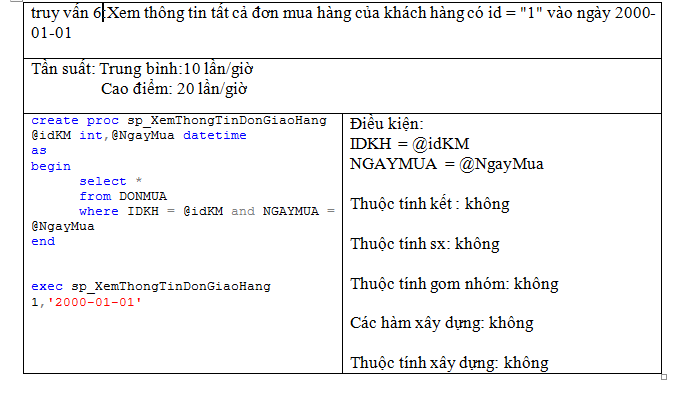 truy vấn 6:Xem thông tin tất cả đơn mua hàng của khách hàng có id = "1" vào ngày 2000-
01-01
Tần suất: Trung bình:10 lần/giờ
Cao điểm: 20 lần/giờ
create proc sp_XemThongTinDonGiaoHang
@idKM int,@NgayMua datetime
as
begin
select *
from DONMUA
where IDKH = @idKM and NGAYMUA =
@NgayMua
end
exec sp_XemThongTinDonGiaoHang
1,'2000-01-01'
Điều kiện:
IDKH = @idKM
NGAYMUA = @NgayMua
Thuộc tính kết : không
Thuộc tính sx: không
Thuộc tính gom nhóm: không
Các hàm xây dựng: không
Thuộc tính xây dựng: không